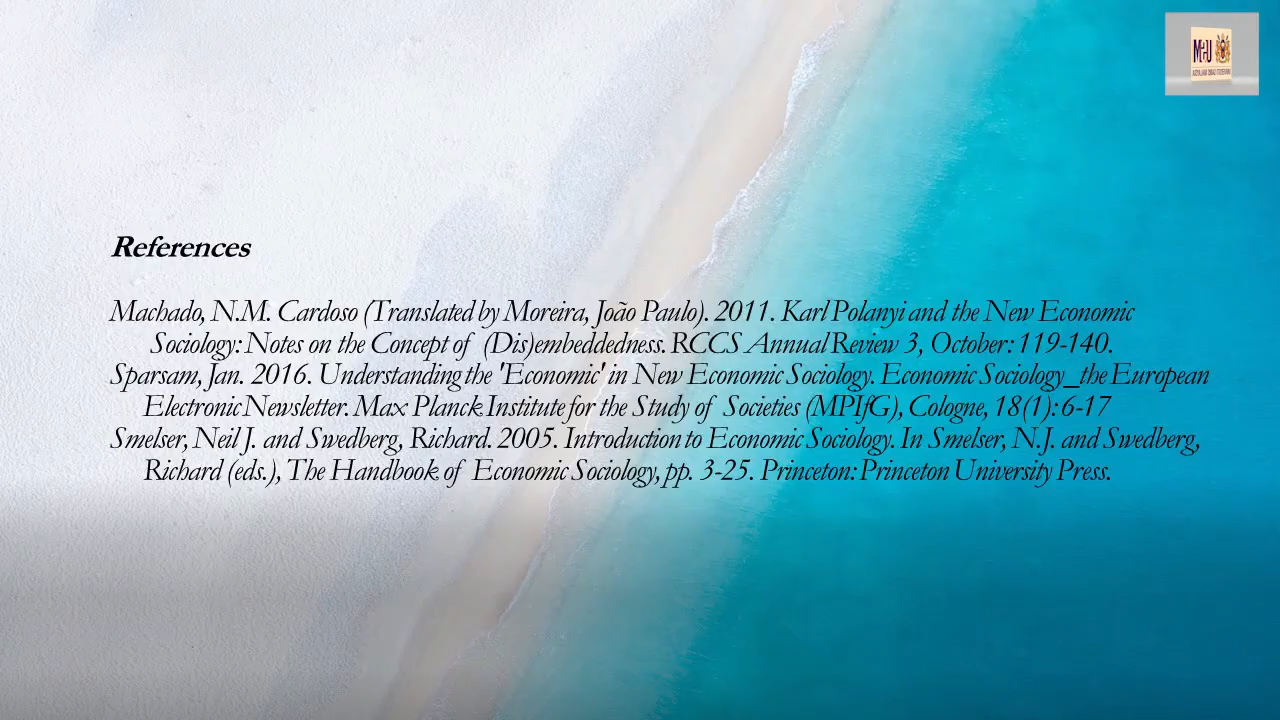 References
Machado, N.M. Cardoso (Translated by Moreira, João Paulo). 2011. Karl Polanyi and the New Economic
Sociology: Notes on the Concept of (Dis)embeddedness. RCCS Annual Review 3, October: 119-140.
Sparsam, Jan. 2016. Understanding the 'Economic' in New Economic Sociology. Economic Sociology_the European
Electronic Newsletter. Max Planck Institute for the Study of Societies (MPIfG), Cologne, 18(1): 6-17
Smelser, Neil J. and Swedberg, Richard. 2005. Introduction to Economic Sociology. In Smelser, N.J. and Swedberg,
Richard (eds.), The Handbook of Economic Sociology, pp. 3-25. Princeton: Princeton University Press.